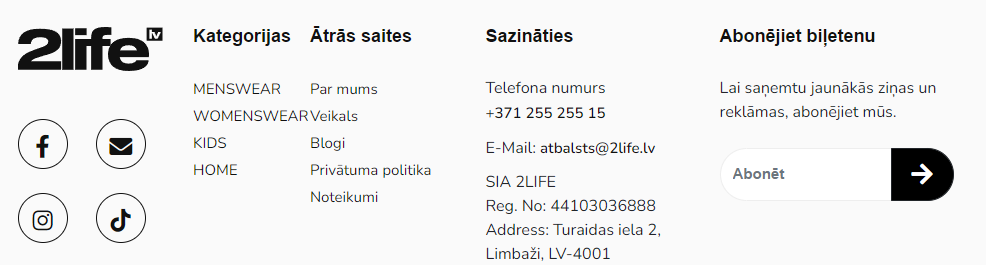 2life lv
Kategorijas
MENSWEAR
WOMENSWEAR
KIDS
HOME
Ātrās saites
Par mums
Veikals
Blogi
Privātuma politika
Noteikumi
Sazināties
Telefona numurs
+371 255 255 15
E-Mail: atbalsts@2life.lv
SIA 2LIFE
Reg. No: 44103036888
Address: Turaidas iela 2,
Limbaži, LV-4001
Abonējiet biļetenu
Lai saņemtu jaunākās ziņas un
reklāmas, abonējiet mūs.
Abonēt